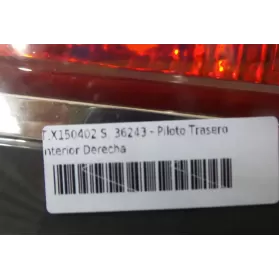 T.X150402 S. 36243 - Piloto Trasero
Interior Derecha